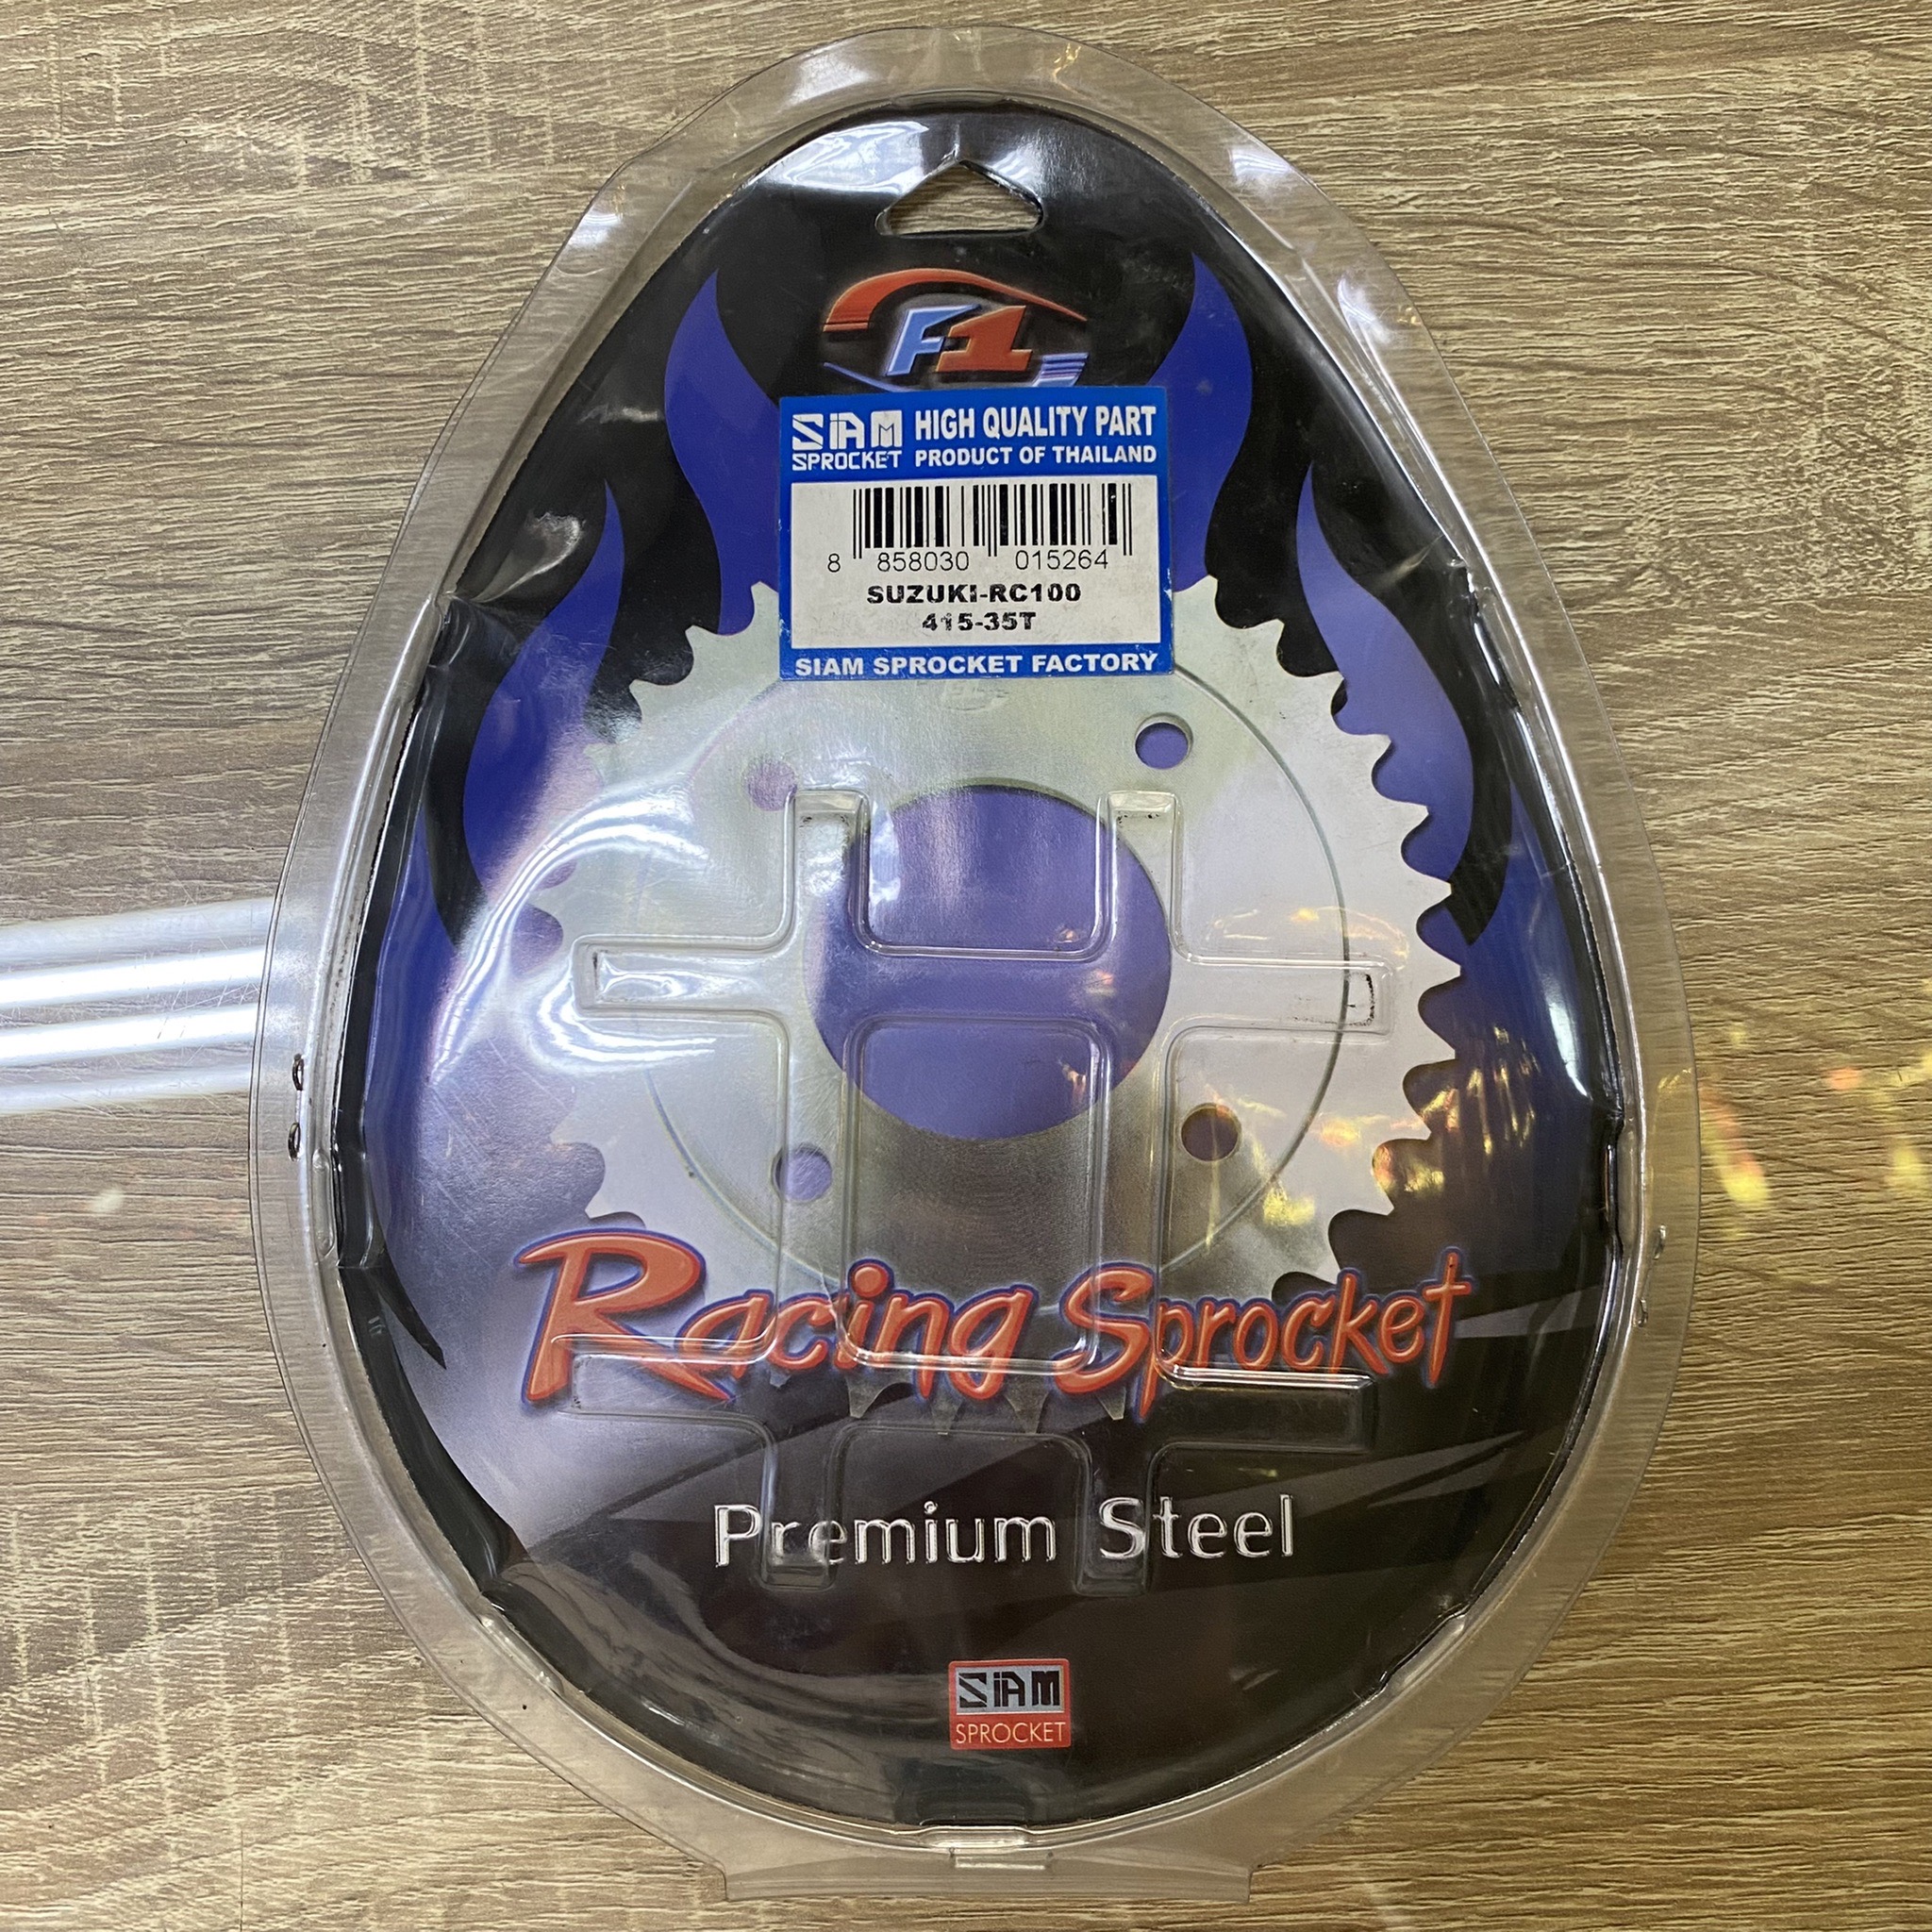 F1
SIAM SPROCKET
HIGH QUALITY PART
PRODUCT OF THAILAND
8 858030 015264
SUZUKI-RC100
415-35T
SIAM SPROCKET FACTORY
Racing Sprocket
Premium Steel
SIAM
SPROCKET